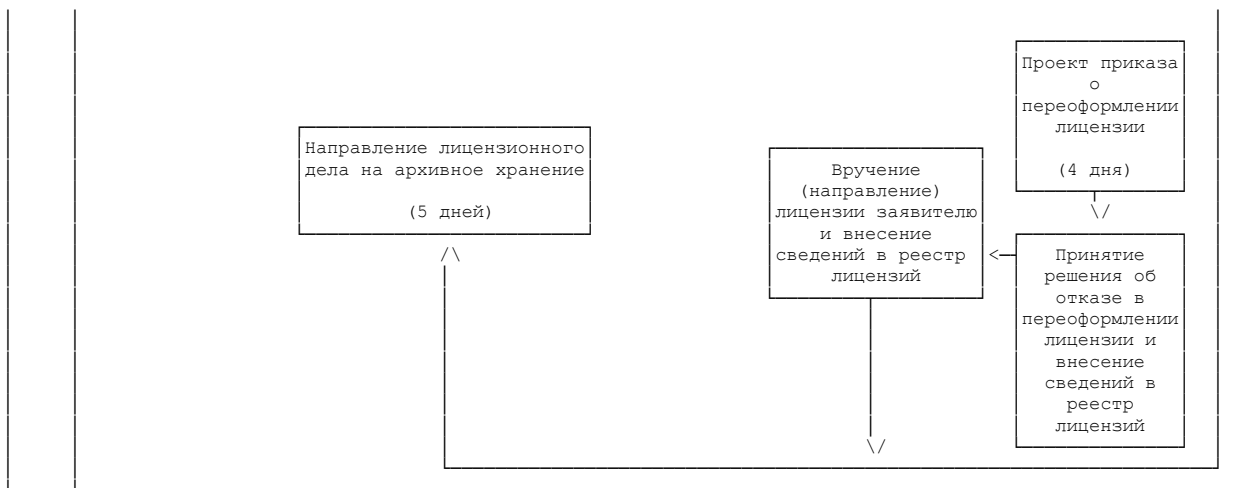 Проект приказа
о
переоформлении
лицензии
(4 дня)
Направление лицензионного
дела на архивное хранение
(5 дней)
Вручение
(направление)
лицензии заявителю
и внесение
сведений в реестр
лицензий
Принятие
решения об
отказе в
переоформлении
лицензии и
внесение
сведений в
реестр
лицензий